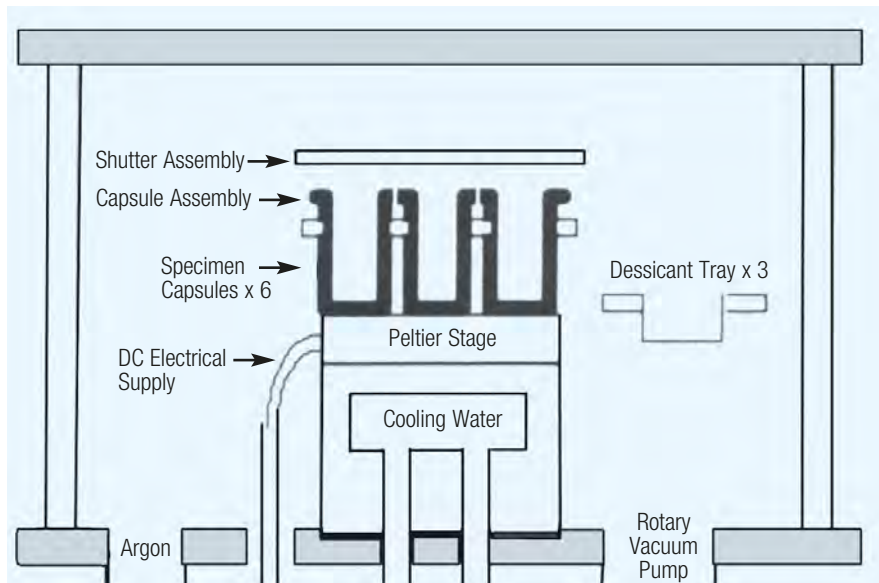 Shutter Assembly
Capsule Assembly
Specimen
Capsules x 6
Dessicant Tray x 3
Peltier Stage
DC Electrical
Supply
Cooling Water
Argon
Rotary
Vacuum
Pump